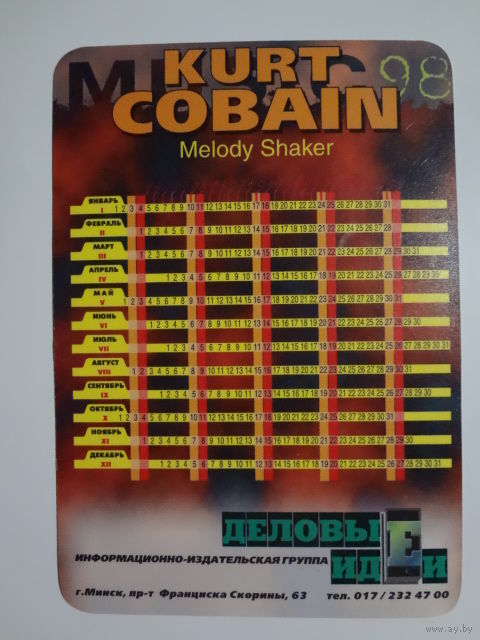 98
KURT
COBAIN
Melody Shaker
ЯНВАРЬ
I 1 2 3 4 5 6 7 8 9 10 11 12 13 14 15 16 17 18 19 20 21 22 23 24 25 26 27 28 29 30 31
ФЕВРАЛЬ
II 1 2 3 4 5 6 7 8 9 10 11 12 13 14 15 16 17 18 19 20 21 22 23 24 25 26 27 28
МАРТ
III 1 2 3 4 5 6 7 8 9 10 11 12 13 14 15 16 17 18 19 20 21 22 23 24 25 26 27 28 29 30 31
АПРЕЛЬ
IV 1 2 3 4 5 6 7 8 9 10 11 12 13 14 15 16 17 18 19 20 21 22 23 24 25 26 27 28 29 30
МАЙ
V 1 2 3 4 5 6 7 8 9 10 11 12 13 14 15 16 17 18 19 20 21 22 23 24 25 26 27 28 29 30 31
ИЮНЬ
VI 1 2 3 4 5 6 7 8 9 10 11 12 13 14 15 16 17 18 19 20 21 22 23 24 25 26 27 28 29 30
ИЮЛЬ
VII 1 2 3 4 5 6 7 8 9 10 11 12 13 14 15 16 17 18 19 20 21 22 23 24 25 26 27 28 29 30 31
АВГУСТ
VIII 1 2 3 4 5 6 7 8 9 10 11 12 13 14 15 16 17 18 19 20 21 22 23 24 25 26 27 28 29 30 31
СЕНТЯБРЬ
IX 1 2 3 4 5 6 7 8 9 10 11 12 13 14 15 16 17 18 19 20 21 22 23 24 25 26 27 28 29 30
ОКТЯБРЬ
X 1 2 3 4 5 6 7 8 9 10 11 12 13 14 15 16 17 18 19 20 21 22 23 24 25 26 27 28 29 30 31
НОЯБРЬ
XI 1 2 3 4 5 6 7 8 9 10 11 12 13 14 15 16 17 18 19 20 21 22 23 24 25 26 27 28 29 30
ДЕКАБРЬ
XII 1 2 3 4 5 6 7 8 9 10 11 12 13 14 15 16 17 18 19 20 21 22 23 24 25 26 27 28 29 30 31
ДЕЛОВЫЕ
ИНФОРМАЦИОННО-ИЗДАТЕЛЬСКАЯ ГРУППА ИДЕИ
г.Минск, пр-т Франциска Скорины, 63 тел. 017 / 232 47 00
www.ay.by